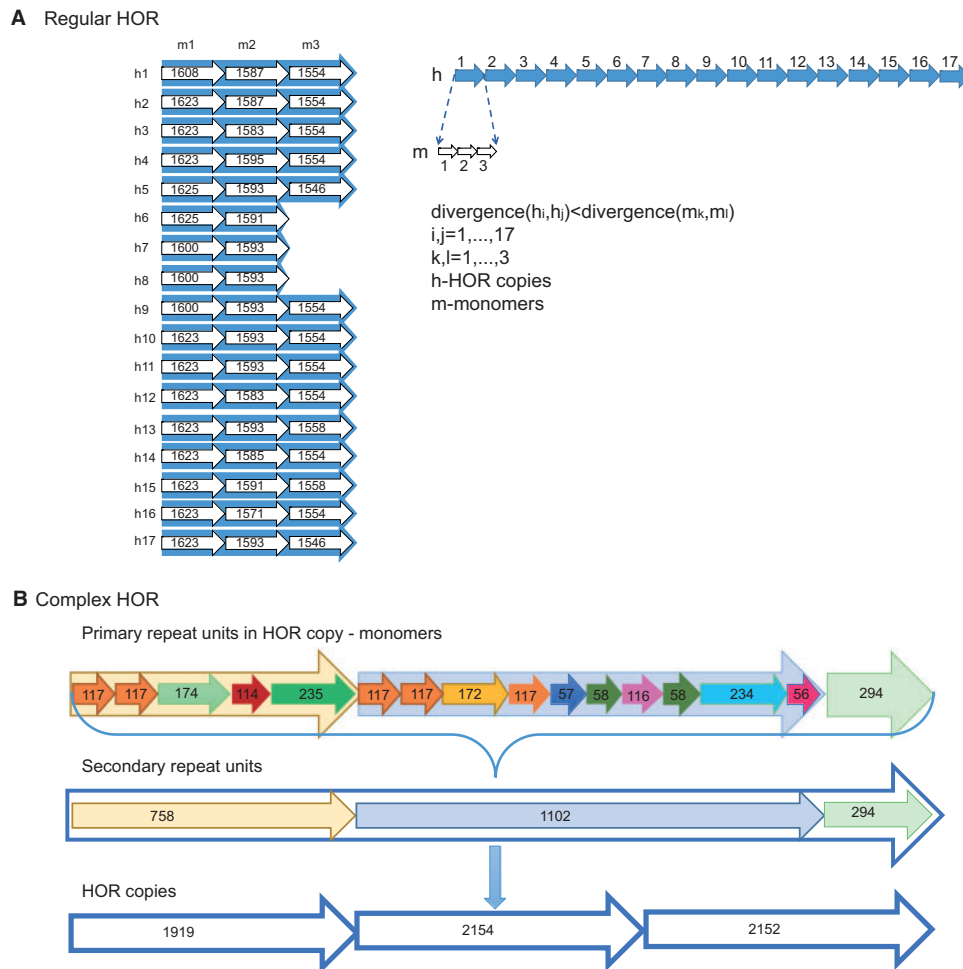 A Regular HOR
m1 m2 m3
h1 1608 1587 1554
h2 1623 1587 1554
h3 1623 1583 1554
h4 1623 1595 1554
h5 1625 1593 1546
h6 1625 1591
h7 1600 1593
h8 1600 1593
h9 1600 1593 1554
h10 1623 1593 1554
h11 1623 1593 1554
h12 1623 1583 1554
h13 1623 1593 1558
h14 1623 1585 1554
h15 1623 1591 1558
h16 1623 1571 1554
h17 1623 1593 1546
1 2 3 4 5 6 7 8 9 10 11 12 13 14 15 16 17
h
m
1 2 3
divergence(hi,hj)<divergence(mk,ml)
i,j=1,...,17
k,l=1,...,3
h-HOR copies
m-monomers
B Complex HOR
Primary repeat units in HOR copy - monomers
117 117 174 114 235 117 117 172 117 57 58 116 58 234 56 294
Secondary repeat units
758 1102 294
HOR copies
1919 2154 2152